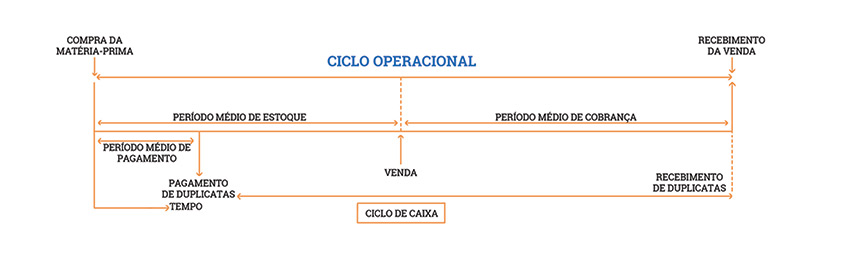 COMPRA DA
MATÉRIA-PRIMA
RECEBIMENTO
DA VENDA
CICLO OPERACIONAL
PERÍODO MÉDIO DE ESTOQUE
PERÍODO MÉDIO DE COBRANÇA
PERÍODO MÉDIO DE
PAGAMENTO
VENDA
PAGAMENTO
DE DUPLICATAS
RECEBIMENTO
DE DUPLICATAS
TEMPO
CICLO DE CAIXA